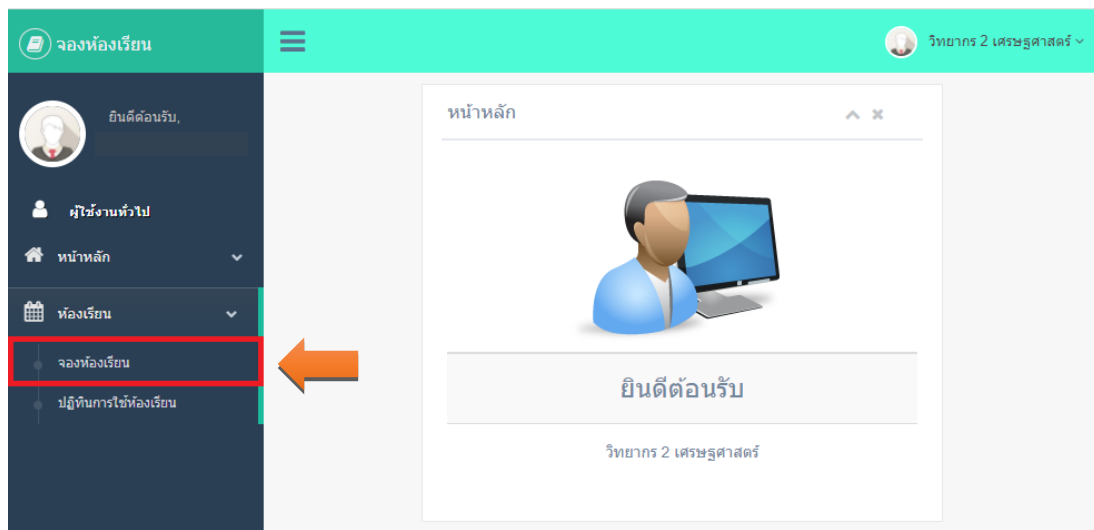 จองห้องเรียน
วิทยากร 2 เศรษฐศาสตร์
ยินดีต้อนรับ,
ผู้ใช้งานทั่วไป
หน้าหลัก
ห้องเรียน
จองห้องเรียน
ปฏิทินการใช้ห้องเรียน
หน้าหลัก
ยินดีต้อนรับ
วิทยากร 2 เศรษฐศาสตร์